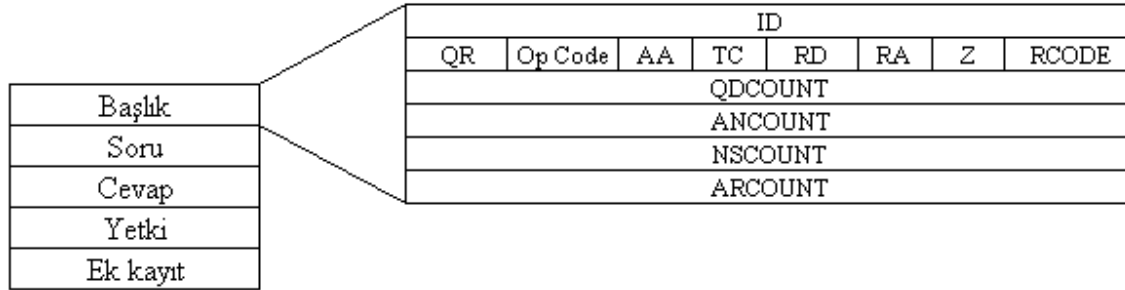 ID
QR Op Code AA TC RD RA Z RCODE
QDCOUNT
ANCOUNT
NSCOUNT
ARCOUNT
Başlık
Soru
Cevap
Yetki
Ek kayıt